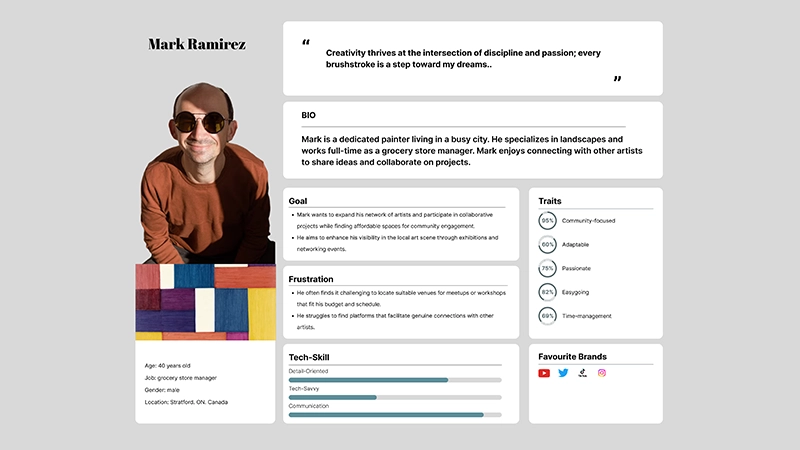 Mark Ramirez
“
Creativity thrives at the intersection of discipline and passion; every
brushstroke is a step toward my dreams..
”
BIO
Mark is a dedicated painter living in a busy city. He specializes in landscapes and
works full-time as a grocery store manager. Mark enjoys connecting with other artists
to share ideas and collaborate on projects.
Goal
• Mark wants to expand his network of artists and participate in collaborative
projects while finding affordable spaces for community engagement.
• He aims to enhance his visibility in the local art scene through exhibitions and
networking events.
Frustration
• He often finds it challenging to locate suitable venues for meetups or workshops
that fit his budget and schedule.
• He struggles to find platforms that facilitate genuine connections with other
artists.
Tech-Skill
Detail-Oriented
Tech-Savvy
Communication
Traits
95% Community-focused
60% Adaptable
75% Passionate
82% Easygoing
69% Time-management
Favourite Brands
TikTok
Age: 40 years old
Job: grocery store manager
Gender: male
Location: Stratford, ON, Canada